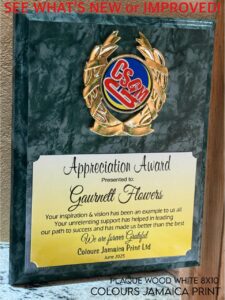 SEE WHAT'S NEW or IMPROVED!
CSGM
Appreciation Award
Presented to:
Gaurnett Flowers
Your inspiration & vision has been an example to us all
Your unrelenting support has helped in leading
our path to success and has made us better than the best
We are forever Grateful
Colours Jamaica Print Ltd
June 2025
PLAQUE WOOD WHITE 8X10
COLOURS JAMAICA PRINT